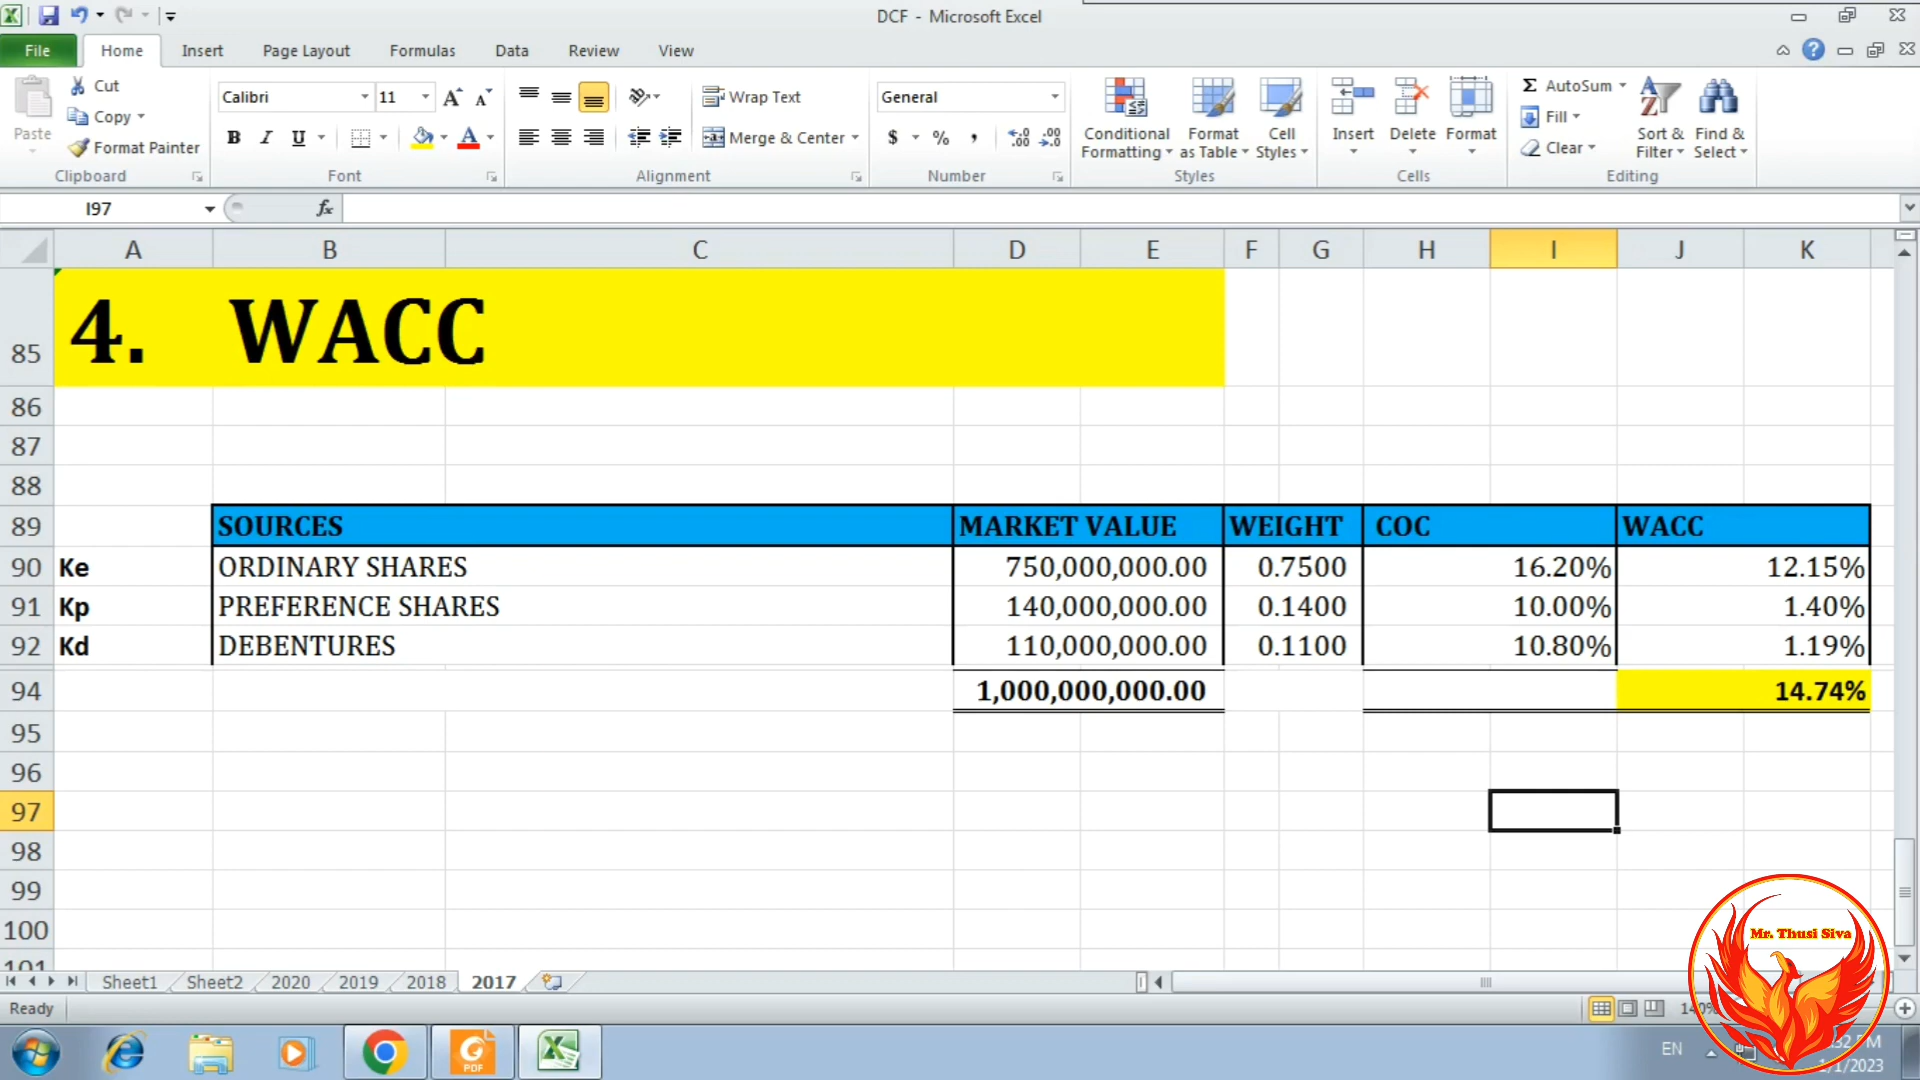 DCF - Microsoft Excel
File Home Insert Page Layout Formulas Data Review View
Paste
Cut
Copy
Format Painter
Clipboard
Calibri 11
B I U
Font
Wrap Text
Merge & Center
Alignment
General
$ % ,
Number
Conditional Formatting
Format as Table
Cell Styles
Styles
Insert Delete Format
Cells
Σ AutoSum
Fill
Clear
Sort & Filter
Find & Select
Editing
I97 fx
A B C D E F G H I J K
85 4. WACC
86
87
88
89 SOURCES MARKET VALUE WEIGHT COC WACC
90 Ke ORDINARY SHARES 750,000,000.00 0.7500 16.20% 12.15%
91 Kp PREFERENCE SHARES 140,000,000.00 0.1400 10.00% 1.40%
92 Kd DEBENTURES 110,000,000.00 0.1100 10.80% 1.19%
94 1,000,000,000.00 14.74%
95
96
97
98
99
100
101
Mr. Thusi Siva
Sheet1 Sheet2 2020 2019 2018 2017
Ready
PDF
EN